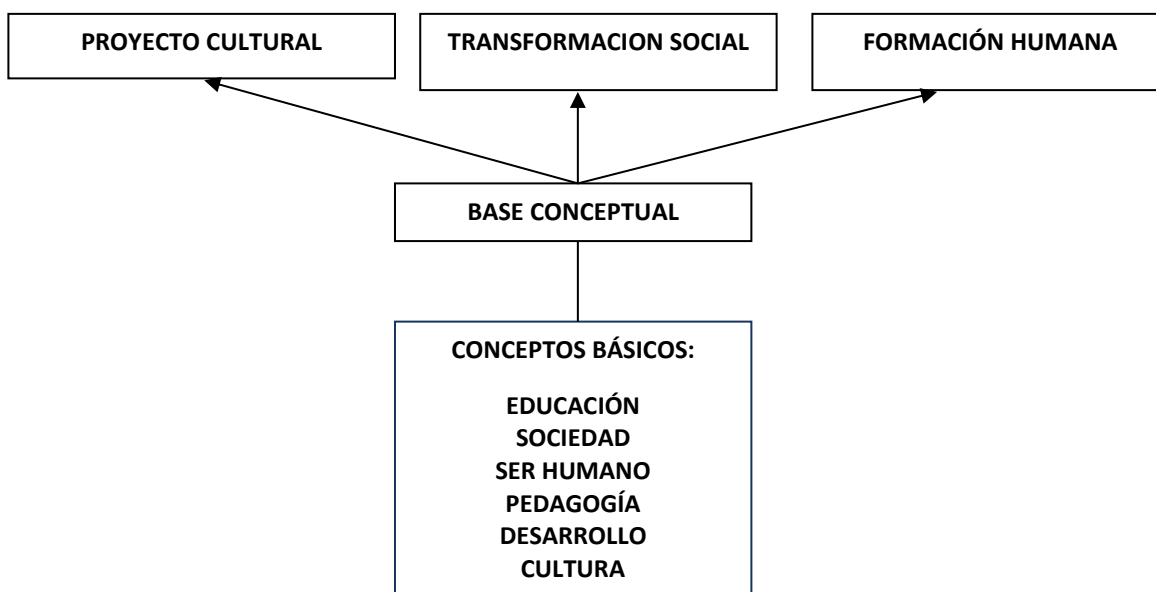 PROYECTO CULTURAL
TRANSFORMACION SOCIAL
FORMACIÓN HUMANA
BASE CONCEPTUAL
CONCEPTOS BÁSICOS:
EDUCACIÓN
SOCIEDAD
SER HUMANO
PEDAGOGÍA
DESARROLLO
CULTURA